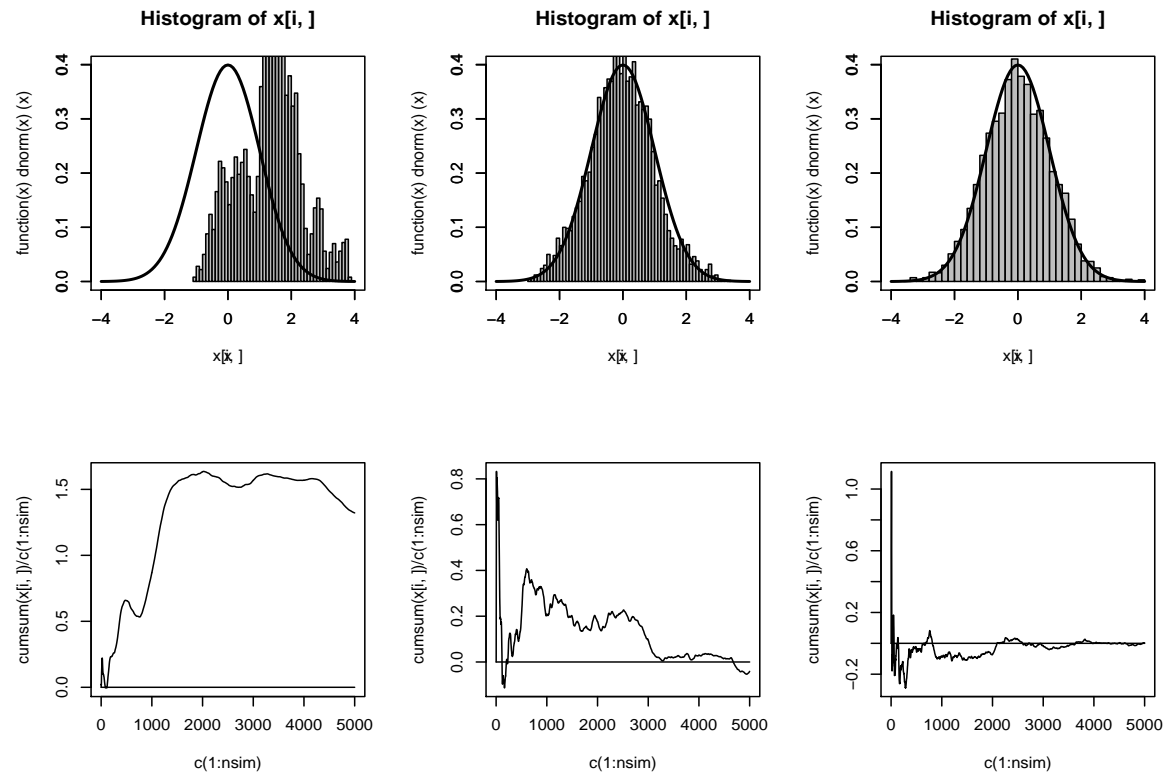 Histogram of x[i, ]
function(x) dnorm(x) (x)
0.0 0.1 0.2 0.3 0.4
−4 −2 0 2 4
Histogram of x[i, ]
function(x) dnorm(x) (x)
0.0 0.1 0.2 0.3 0.4
−4 −2 0 2 4
Histogram of x[i, ]
function(x) dnorm(x) (x)
0.0 0.1 0.2 0.3 0.4
−4 −2 0 2 4
cumsum(x[i, ])/c(1:nsim)
0.0 0.5 1.0 1.5
0 1000 2000 3000 4000 5000
c(1:nsim)
cumsum(x[i, ])/c(1:nsim)
0.0 0.2 0.4 0.6 0.8
0 1000 2000 3000 4000 5000
c(1:nsim)
cumsum(x[i, ])/c(1:nsim)
−0.2 0.2 0.6 1.0
0 1000 2000 3000 4000 5000
c(1:nsim)